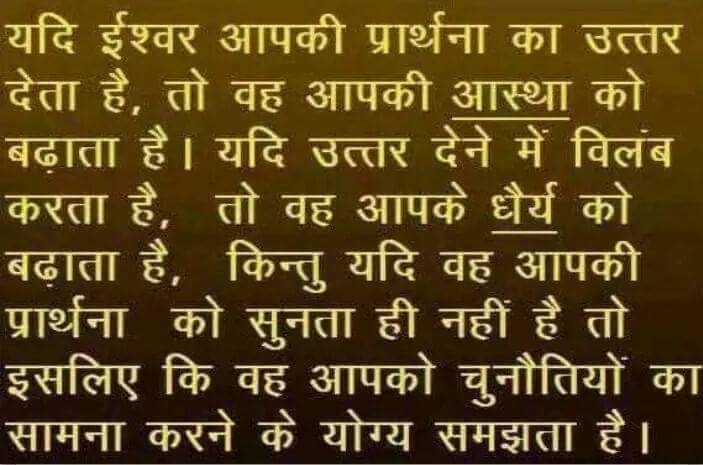 यदि ईश्वर आपकी प्रार्थना का उत्तर
देता है, तो वह आपकी आस्था को
बढाता है। यदि उत्तर देने में विलंब
करता है, तो वह आपके धैर्य को
बढ़ाता है, किन्तु यदि वह आपकी
प्रार्थना को सुनता ही नहीं है तो
इसलिए कि वह आपको चुनौतियों का
सामना करने के योग्य समझता है।